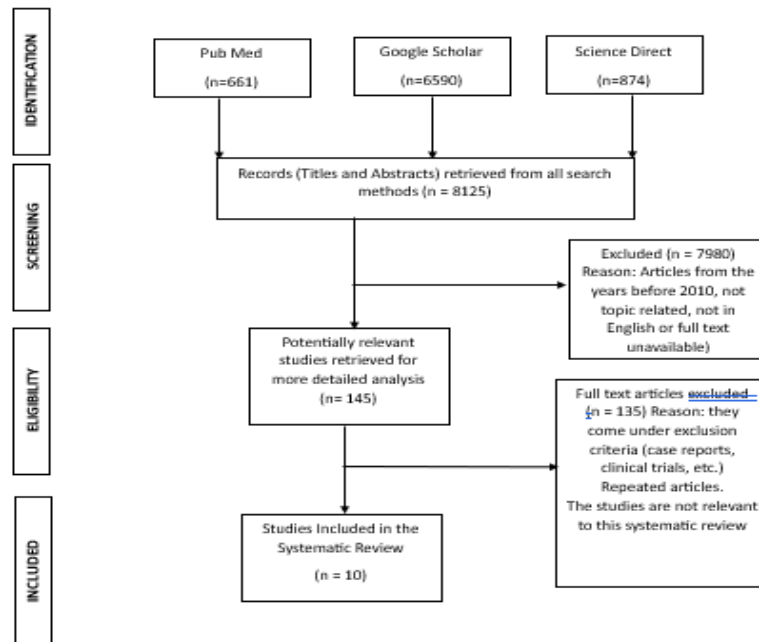 IDENTIFICATION
Pub Med
(n=661)
Google Scholar
(n=6590)
Science Direct
(n=874)
SCREENING
Records (Titles and Abstracts) retrieved from all search
methods (n = 8125)
Excluded (n = 7980)
Reason: Articles from the
years before 2010, not
topic related, not in
English or full text
unavailable)
ELIGIBILITY
Potentially relevant
studies retrieved for
more detailed analysis
(n= 145)
Full text articles excluded
(n = 135) Reason: they
come under exclusion
criteria (case reports,
clinical trials, etc.)
Repeated articles.
The studies are not relevant
to this systematic review
INCLUDED
Studies Included in the
Systematic Review
(n = 10)